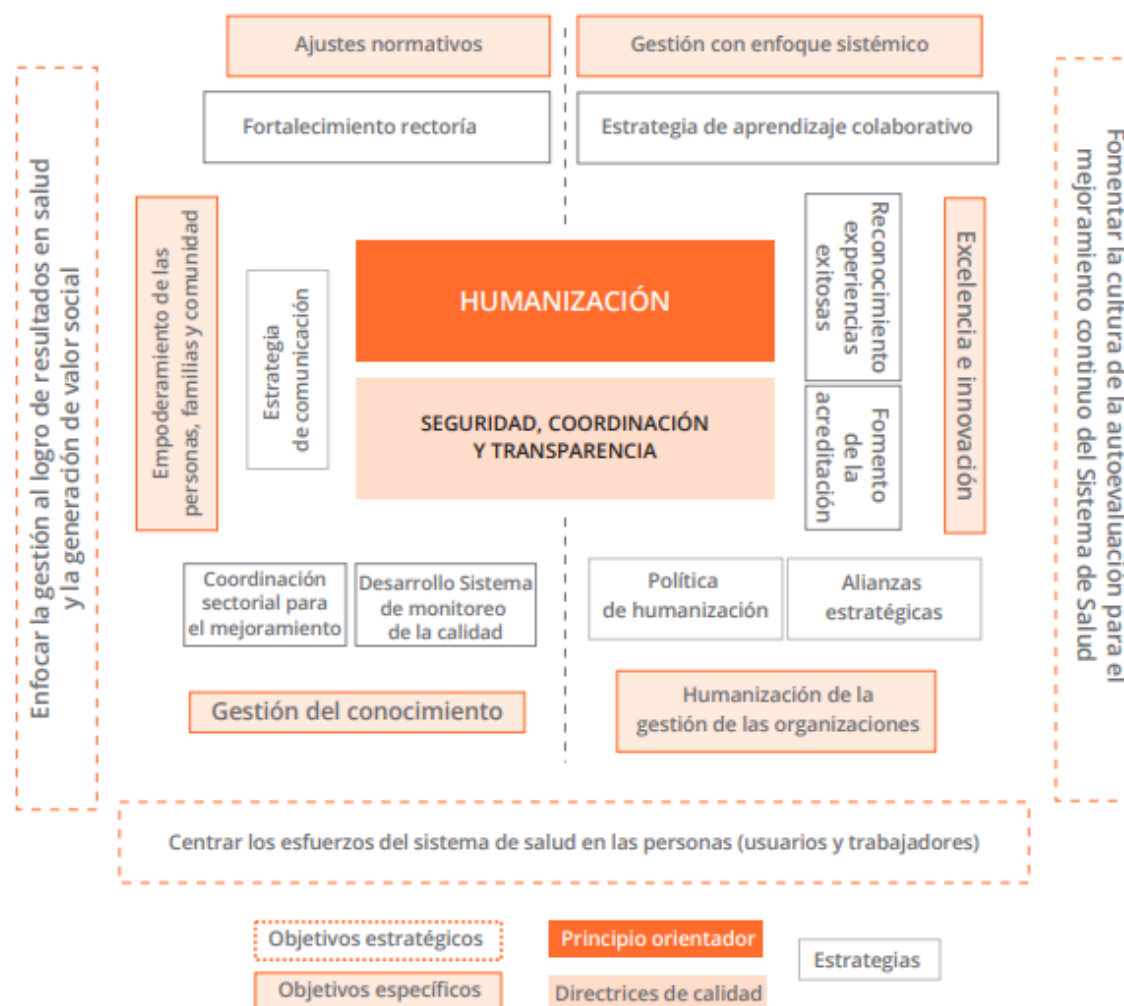 Ajustes normativos
Gestión con enfoque sistémico
Fortalecimiento rectoría
Estrategia de aprendizaje colaborativo
Enfocar la gestión al logro de resultados en salud
y la generación de valor social
Empoderamiento de las
personas, familias y comunidad
Estrategia
de comunicación
HUMANIZACIÓN
SEGURIDAD, COORDINACIÓN
Y TRANSPARENCIA
Reconocimiento
experiencias
exitosas
Fomento
de la
acreditación
Excelencia e innovación
Fomentar la cultura de la autoevaluación para el
mejoramiento continuo del Sistema de Salud
Coordinación
sectorial para
el mejoramiento
Desarrollo Sistema
de monitoreo
de la calidad
Política
de humanización
Alianzas
estratégicas
Gestión del conocimiento
Humanización de la
gestión de las organizaciones
Centrar los esfuerzos del sistema de salud en las personas (usuarios y trabajadores)
Objetivos estratégicos
Principio orientador
Estrategias
Objetivos específicos
Directrices de calidad